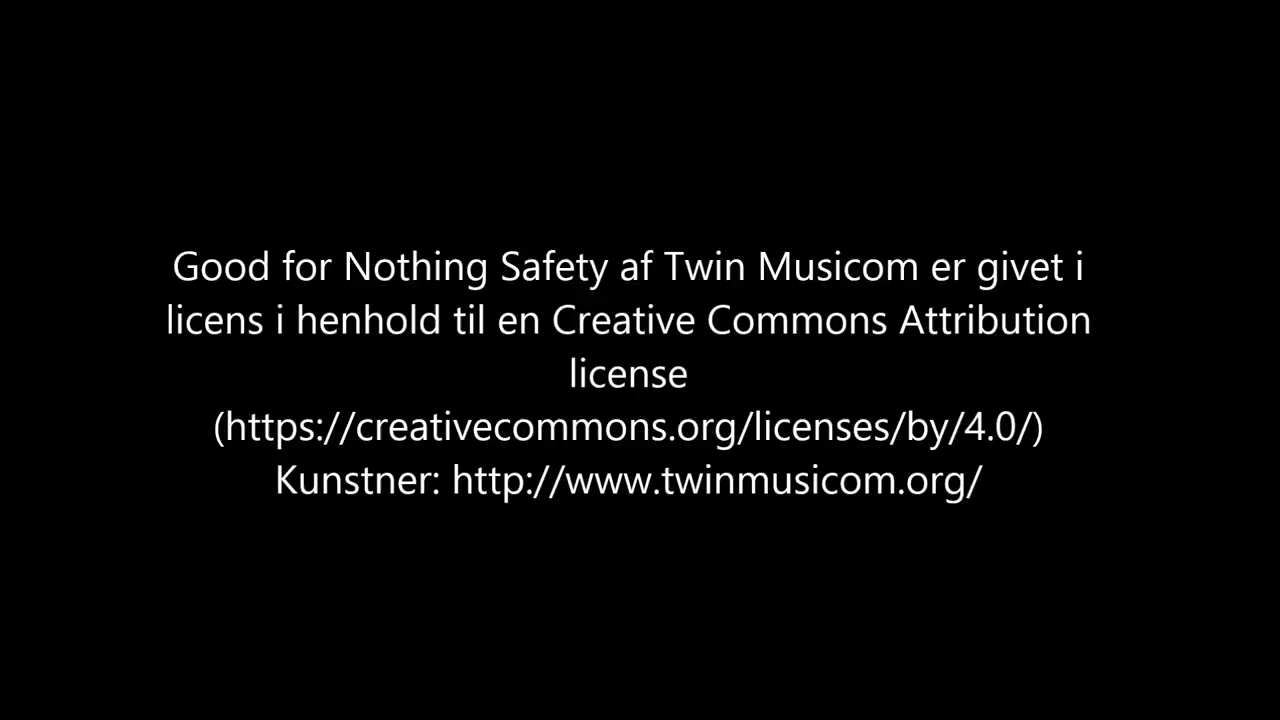 Good for Nothing Safety af Twin Musicom er givet i
licens i henhold til en Creative Commons Attribution
license
(https://creativecommons.org/licenses/by/4.0/)
Kunstner: http://www.twinmusicom.org/